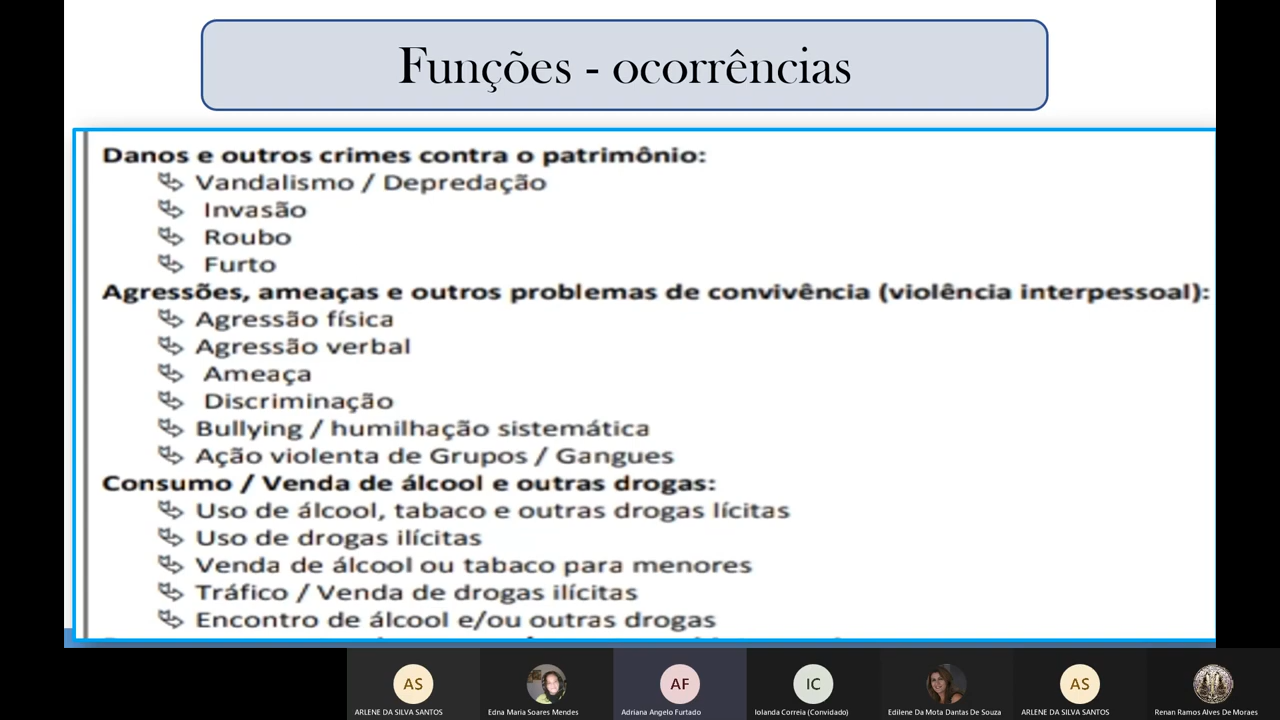 Funções - ocorrências
Danos e outros crimes contra o patrimônio:
Vandalismo / Depredação
Invasão
Roubo
Furto
Agressões, ameaças e outros problemas de convivência (violência interpessoal):
Agressão física
Agressão verbal
Ameaça
Discriminação
Bullying / humilhação sistemática
Ação violenta de Grupos / Gangues
Consumo / Venda de álcool e outras drogas:
Uso de álcool, tabaco e outras drogas lícitas
Uso de drogas ilícitas
Venda de álcool ou tabaco para menores
Tráfico / Venda de drogas ilícitas
Encontro de álcool e/ou outras drogas
AS AF IC AS
ARLENE DA SILVA SANTOS Edna Maria Soares Mendes Adriana Angelo Furtado Iolanda Correia (Convidado) Edilene Da Mota Dantas De Souza ARLENE DA SILVA SANTOS Renan Ramos Alves De Moraes